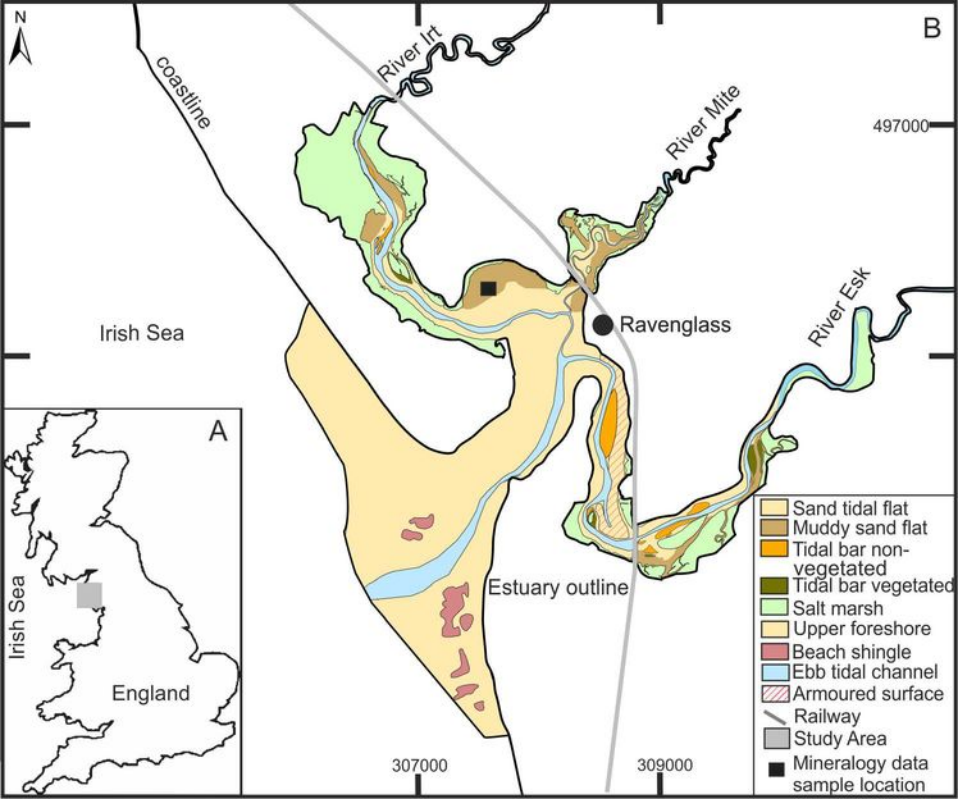 N
B
River Irt
coastline
River Mite
497000
River Esk
Irish Sea
Ravenglass
A
Irish Sea
England
Estuary outline
Sand tidal flat
Muddy sand flat
Tidal bar non-
vegetated
Tidal bar vegetated
Salt marsh
Upper foreshore
Beach shingle
Ebb tidal channel
Armoured surface
Railway
Study Area
Mineralogy data
sample location
307000
309000